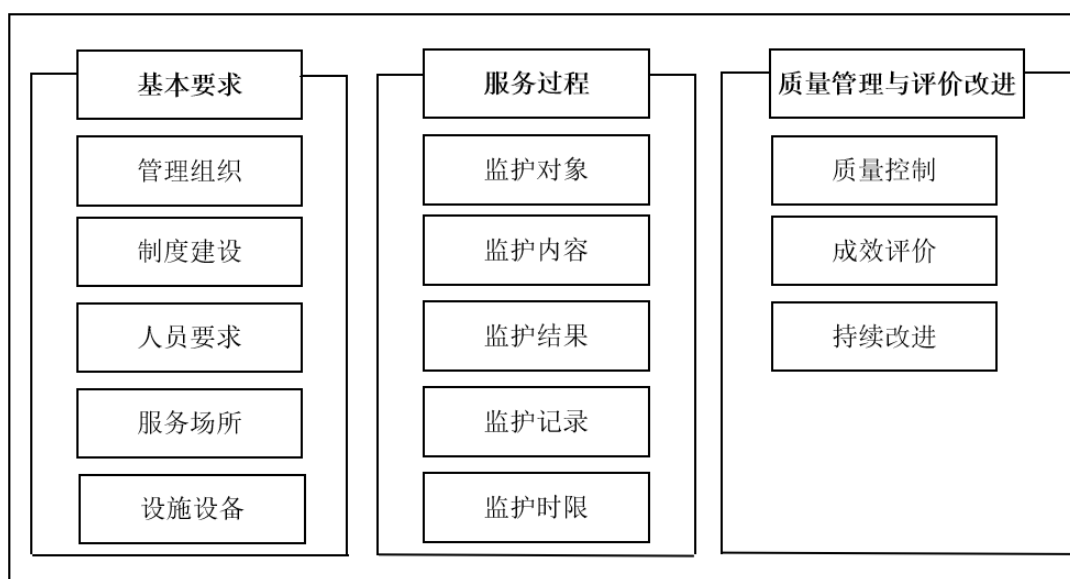 基本要求
管理组织
制度建设
人员要求
服务场所
设施设备
服务过程
监护对象
监护内容
监护结果
监护记录
监护时限
质量管理与评价改进
质量控制
成效评价
持续改进